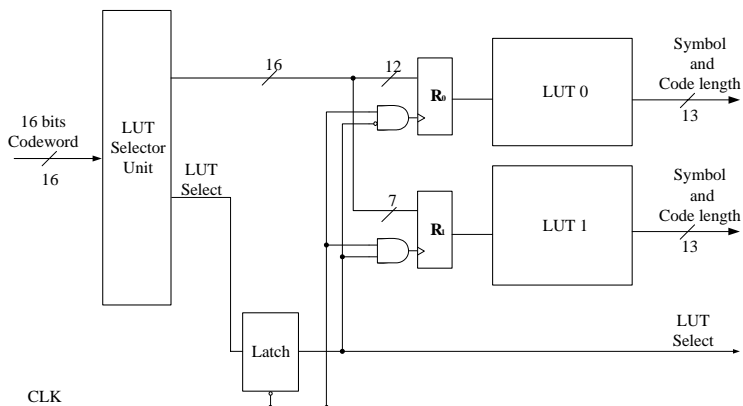 16 bits
Codeword
16
LUT
Selector
Unit
LUT
Select
16
12
R0
LUT 0
Symbol
and
Code length
13
7
R1
LUT 1
Symbol
and
Code length
13
Latch
LUT
Select
CLK